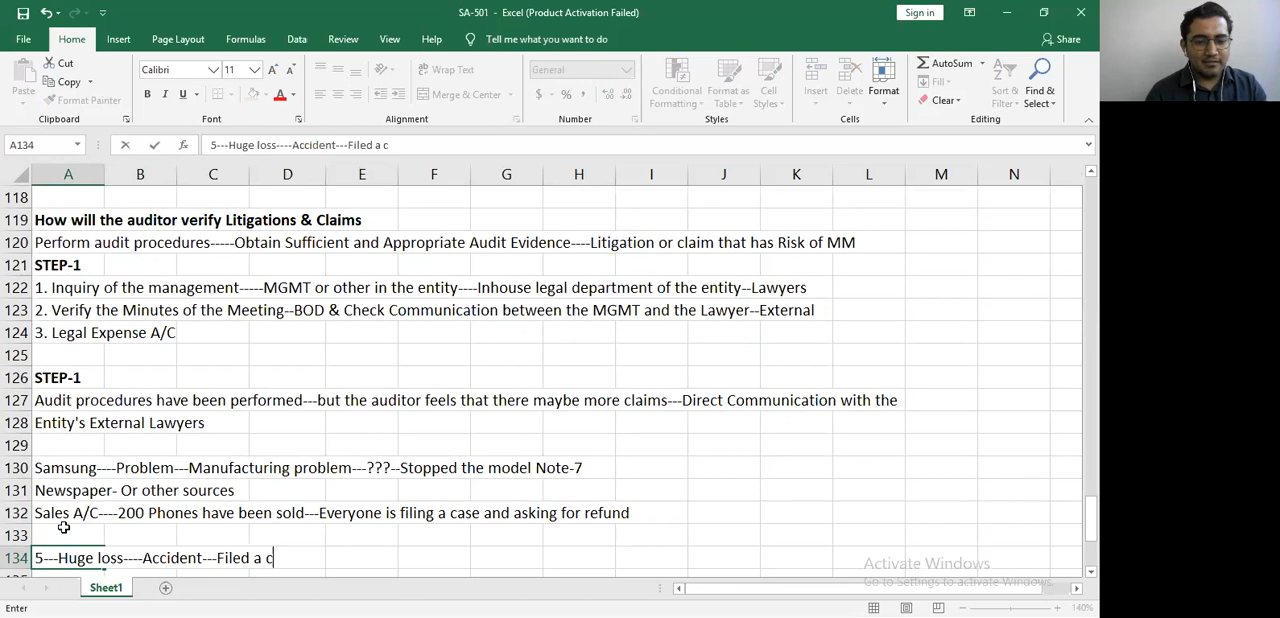 SA-501 - Excel (Product Activation Failed)
Sign in
File Home Insert Page Layout Formulas Data Review View Help Tell me what you want to do Share
Paste
Cut
Copy
Format Painter
Clipboard
Calibri 11
B I U
Font
Wrap Text
Merge & Center
Alignment
General
$ % ,
Number
Conditional Formatting
Format as Table
Cell Styles
Styles
Insert
Delete
Format
Cells
AutoSum
Fill
Clear
Sort & Filter
Find & Select
Editing
A134 fx 5---Huge loss----Accident---Filed a c
A B C D E F G H I J K L M N
118
119 How will the auditor verify Litigations & Claims
120 Perform audit procedures-----Obtain Sufficient and Appropriate Audit Evidence----Litigation or claim that has Risk of MM
121 STEP-1
122 1. Inquiry of the management-----MGMT or other in the entity----Inhouse legal department of the entity--Lawyers
123 2. Verify the Minutes of the Meeting--BOD & Check Communication between the MGMT and the Lawyer--External
124 3. Legal Expense A/C
125
126 STEP-1
127 Audit procedures have been performed---but the auditor feels that there maybe more claims---Direct Communication with the
128 Entity's External Lawyers
129
130 Samsung----Problem---Manufacturing problem---???--Stopped the model Note-7
131 Newspaper- Or other sources
132 Sales A/C----200 Phones have been sold---Everyone is filing a case and asking for refund
133
134 5---Huge loss----Accident---Filed a c
Activate Windows
Go to Settings to activate Windows.
Sheet1
Enter
140%